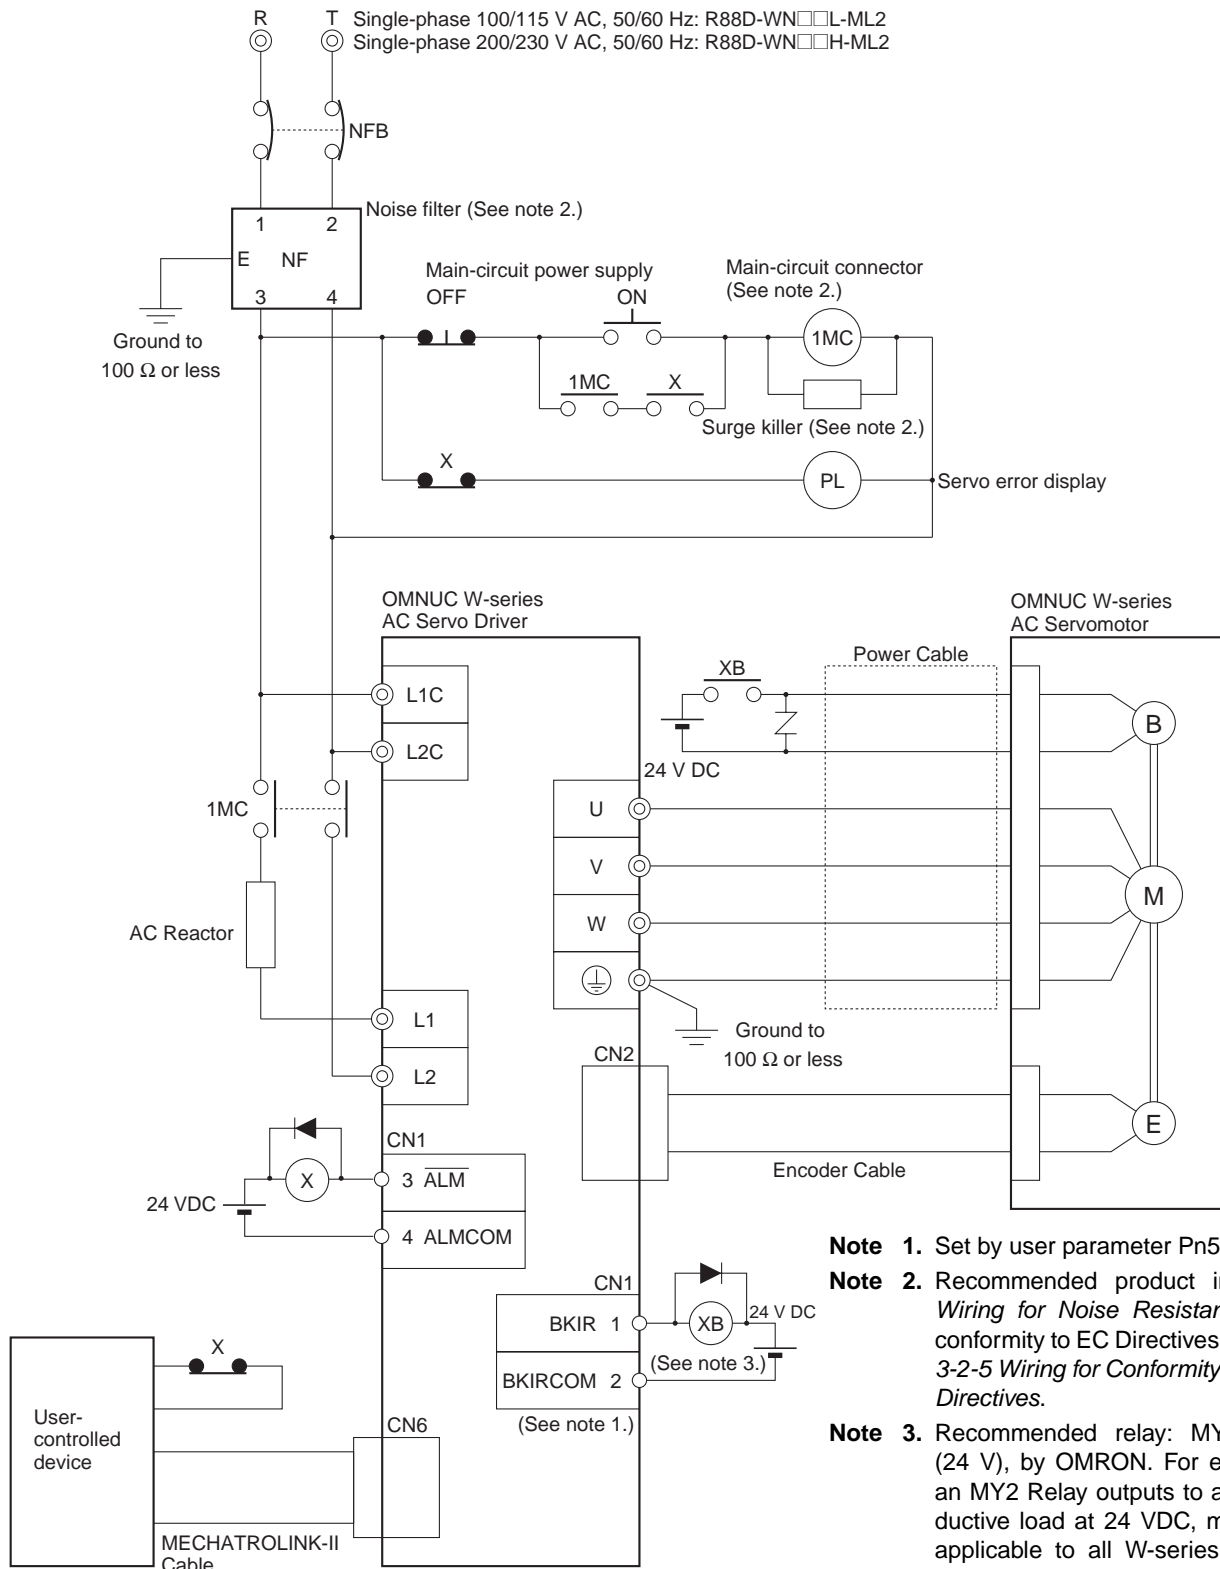 R T Single-phase 100/115 V AC, 50/60 Hz: R88D-WN□□L-ML2
Single-phase 200/230 V AC, 50/60 Hz: R88D-WN□□H-ML2
NFB
Noise filter (See note 2.)
1 2
E NF
3 4
Ground to
100 Ω or less
Main-circuit power supply
OFF ON
Main-circuit connector
(See note 2.)
1MC
1MC X
Surge killer (See note 2.)
X
PL
Servo error display
OMNUC W-series
AC Servo Driver
OMNUC W-series
AC Servomotor
Power Cable
XB
L1C
L2C
24 V DC
B
1MC
U
V
W
M
AC Reactor
L1
L2
Ground to
100 Ω or less
CN2
E
Encoder Cable
CN1
X
3 ALM
24 VDC
4 ALMCOM
CN1
BKIR 1
XB
24 V DC
(See note 3.)
BKIRCOM 2
(See note 1.)
X
User-
controlled
device
CN6
MECHATROLINK-II
Cable
Note 1. Set by user parameter Pn5
Note 2. Recommended product
Wiring for Noise
conformity to EC Directives
3-2-5 Wiring for Conformity
Directives.
Note 3. Recommended relay:
(24 V), by OMRON. For
an MY2 Relay outputs to
ductive load at 24 VDC,
applicable to all W-series